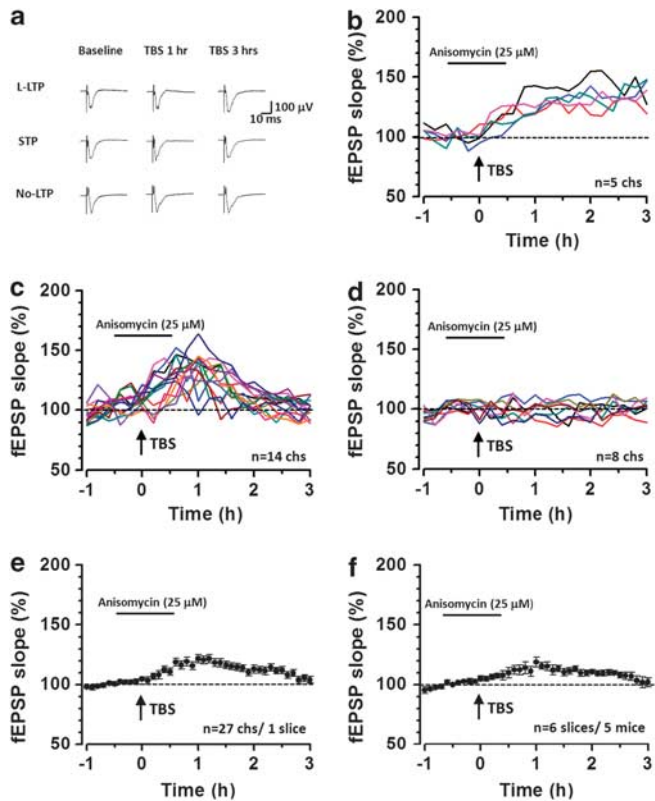 a
Baseline TBS 1 hr TBS 3 hrs
L-LTP
100 µV
10 ms
STP
No-LTP
b
fEPSP slope (%)
200
150
100
50
Anisomycin (25 µM)
TBS
n=5 chs
-1 0 1 2 3
Time (h)
c
fEPSP slope (%)
200
150
100
50
Anisomycin (25 µM)
TBS
n=14 chs
-1 0 1 2 3
Time (h)
d
fEPSP slope (%)
200
150
100
50
Anisomycin (25 µM)
TBS
n=8 chs
-1 0 1 2 3
Time (h)
e
fEPSP slope (%)
200
150
100
50
Anisomycin (25 µM)
TBS
n=27 chs/ 1 slice
-1 0 1 2 3
Time (h)
f
fEPSP slope (%)
200
150
100
50
Anisomycin (25 µM)
TBS
n=6 slices/ 5 mice
-1 0 1 2 3
Time (h)